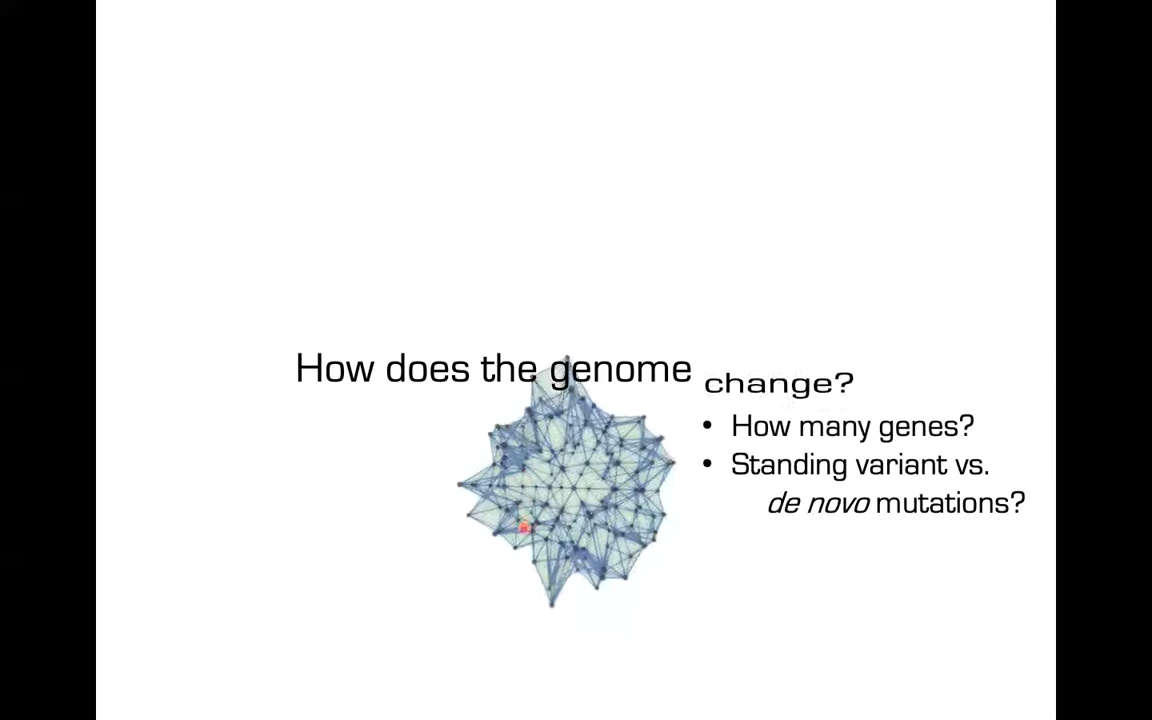 How does the genome change?
• How many genes?
• Standing variant vs.
de novo mutations?